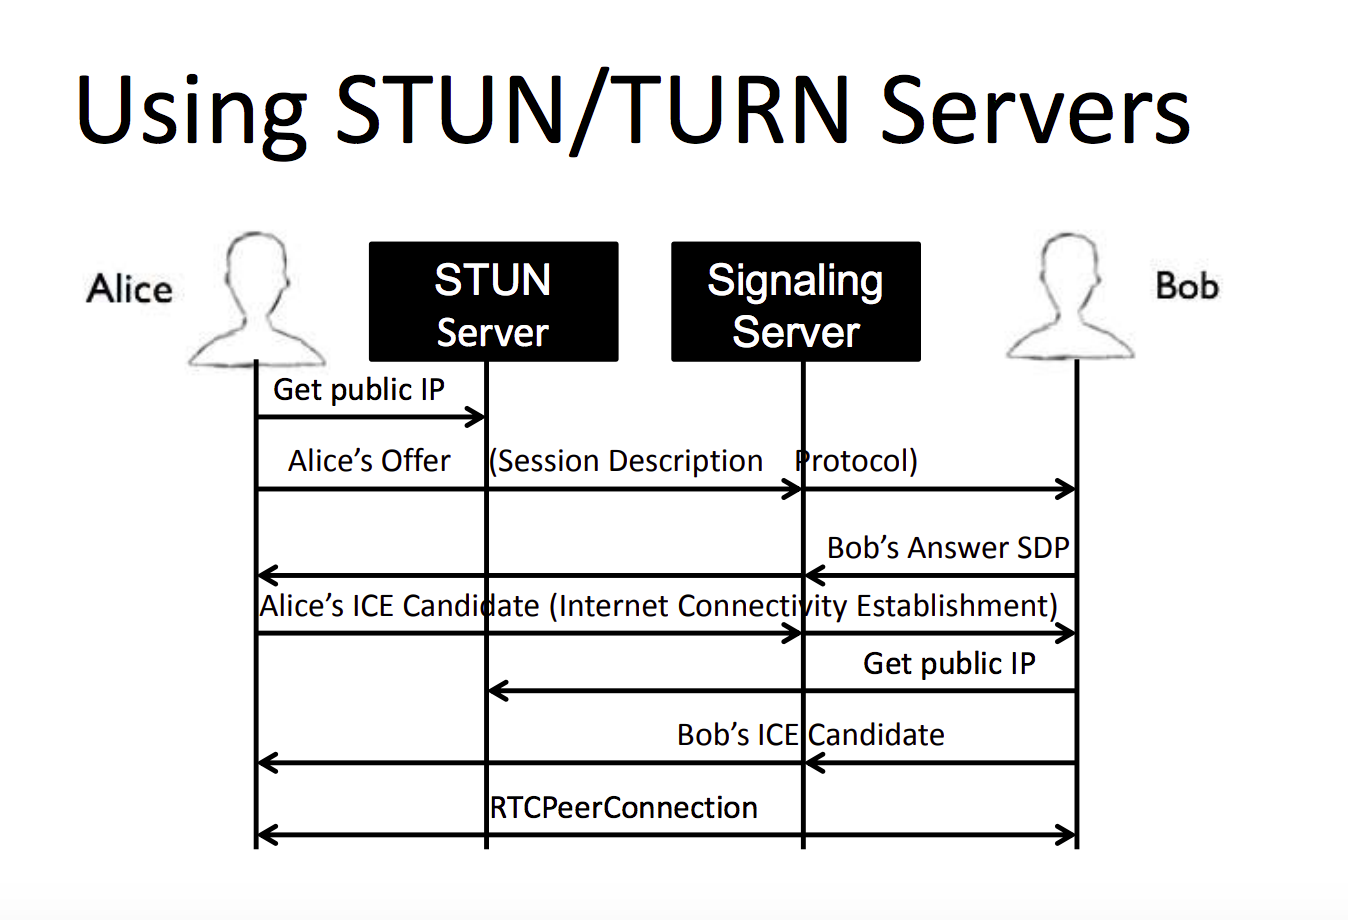 Using STUN/TURN Servers
Alice
STUN
Server
Signaling
Server
Bob
Get public IP
Alice’s Offer (Session Description Protocol)
Bob’s Answer SDP
Alice’s ICE Candidate (Internet Connectivity Establishment)
Get public IP
Bob’s ICE Candidate
RTCPeerConnection